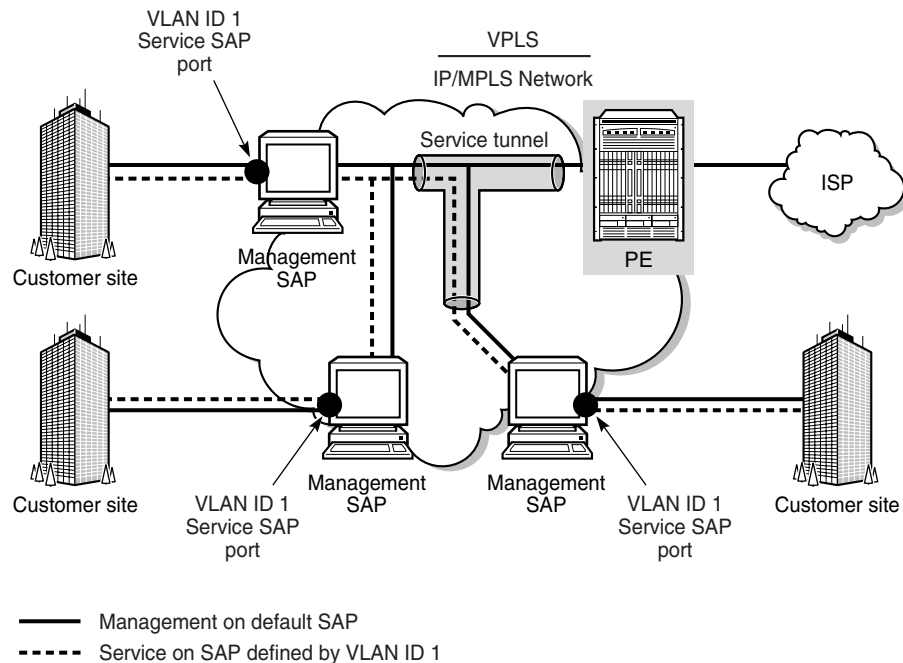 VLAN ID 1
Service SAP
port
VPLS
IP/MPLS Network
Service tunnel
ISP
PE
Customer site
Management
SAP
Customer site
VLAN ID 1
Service SAP
port
Management
SAP
Management
SAP
VLAN ID 1
Service SAP
port
Customer site
Management on default SAP
Service on SAP defined by VLAN ID 1